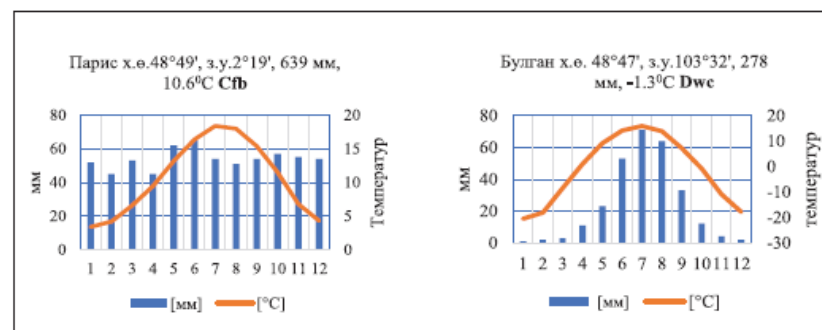 Парис х.ө.48°49', з.у.2°19', 639 мм,
10.6⁰C Cfb
80
60
40
20
0
мм
20
15
10
5
0
Температур
1 2 3 4 5 6 7 8 9 10 11 12
[мм] [°C]
Булган х.ө. 48°47', з.у.103°32', 278
мм, -1.3⁰C Dwc
80
60
40
20
0
мм
20
10
0
-10
-20
-30
Температур
1 2 3 4 5 6 7 8 9 10 11 12
[мм] [°C]